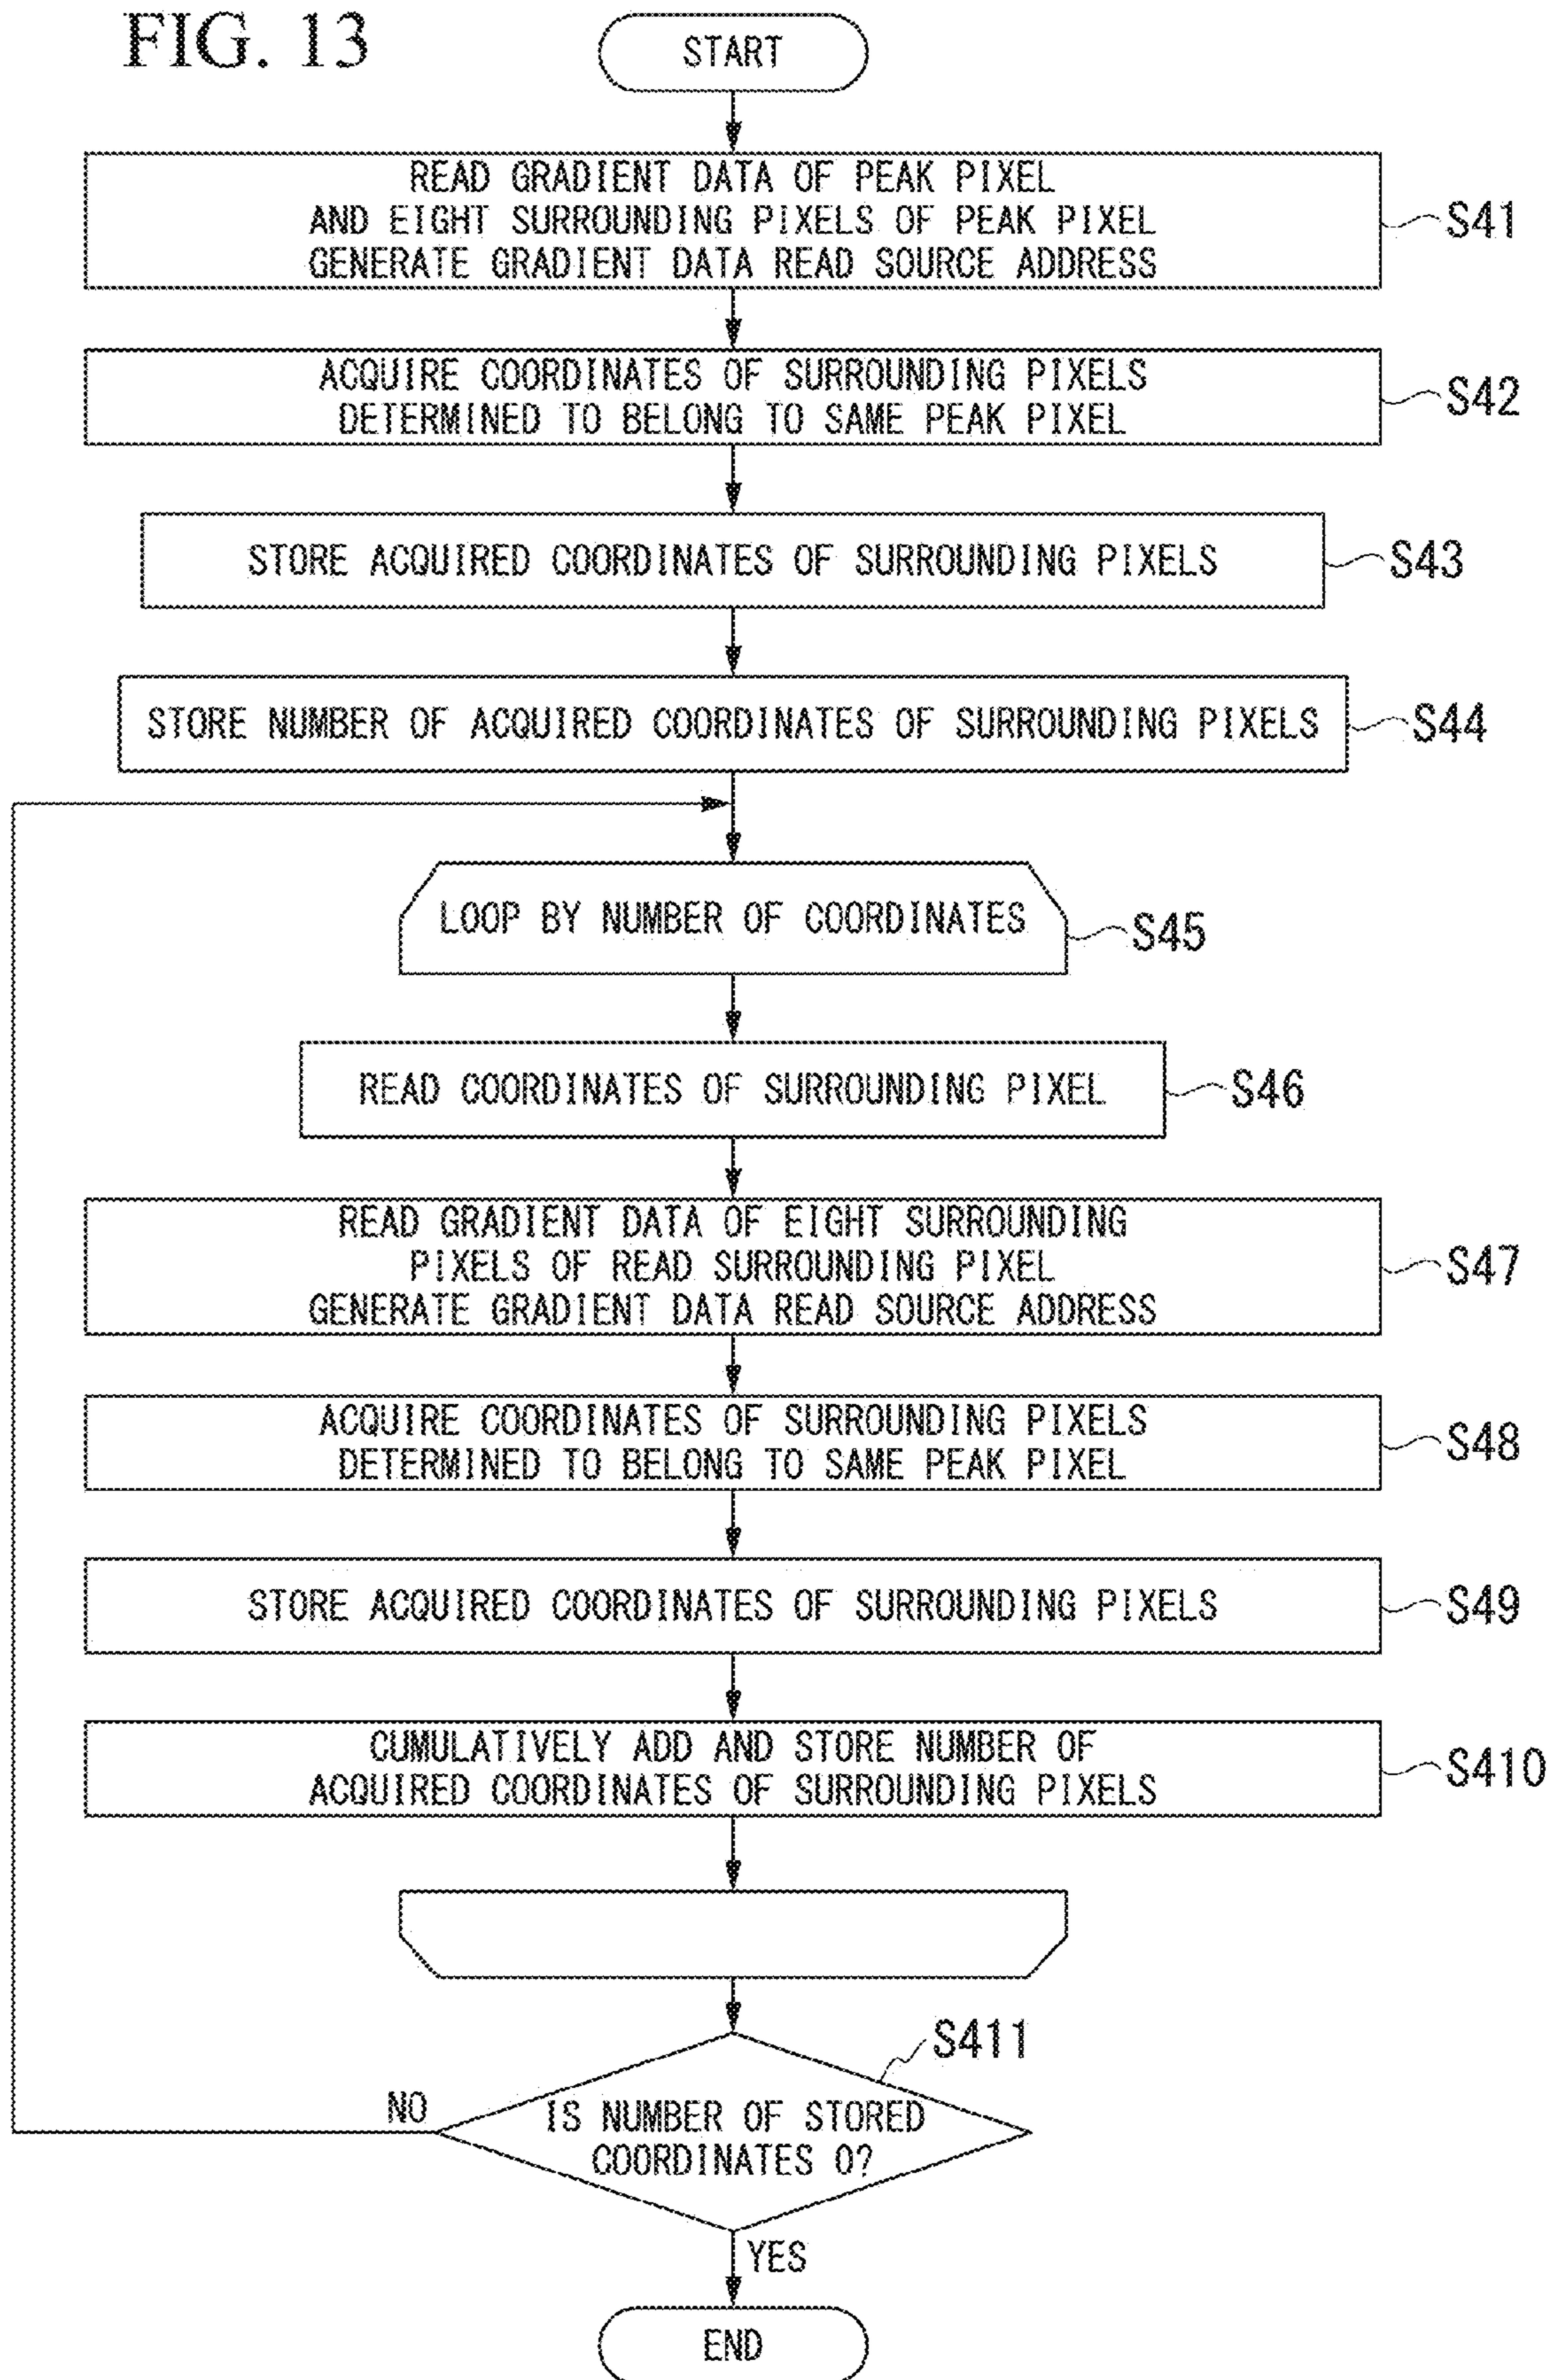 FIG. 13
START
READ GRADIENT DATA OF PEAK PIXEL
AND EIGHT SURROUNDING PIXELS OF PEAK PIXEL
GENERATE GRADIENT DATA READ SOURCE ADDRESS
S41
ACQUIRE COORDINATES OF SURROUNDING PIXELS
DETERMINED TO BELONG TO SAME PEAK PIXEL
S42
STORE ACQUIRED COORDINATES OF SURROUNDING PIXELS
S43
STORE NUMBER OF ACQUIRED COORDINATES OF SURROUNDING PIXELS
S44
LOOP BY NUMBER OF COORDINATES
S45
READ COORDINATES OF SURROUNDING PIXEL
S46
READ GRADIENT DATA OF EIGHT SURROUNDING
PIXELS OF READ SURROUNDING PIXEL
GENERATE GRADIENT DATA READ SOURCE ADDRESS
S47
ACQUIRE COORDINATES OF SURROUNDING PIXELS
DETERMINED TO BELONG TO SAME PEAK PIXEL
S48
STORE ACQUIRED COORDINATES OF SURROUNDING PIXELS
S49
CUMULATIVELY ADD AND STORE NUMBER OF
ACQUIRED COORDINATES OF SURROUNDING PIXELS
S410
S411
NO
IS NUMBER OF STORED
COORDINATES 0?
YES
END